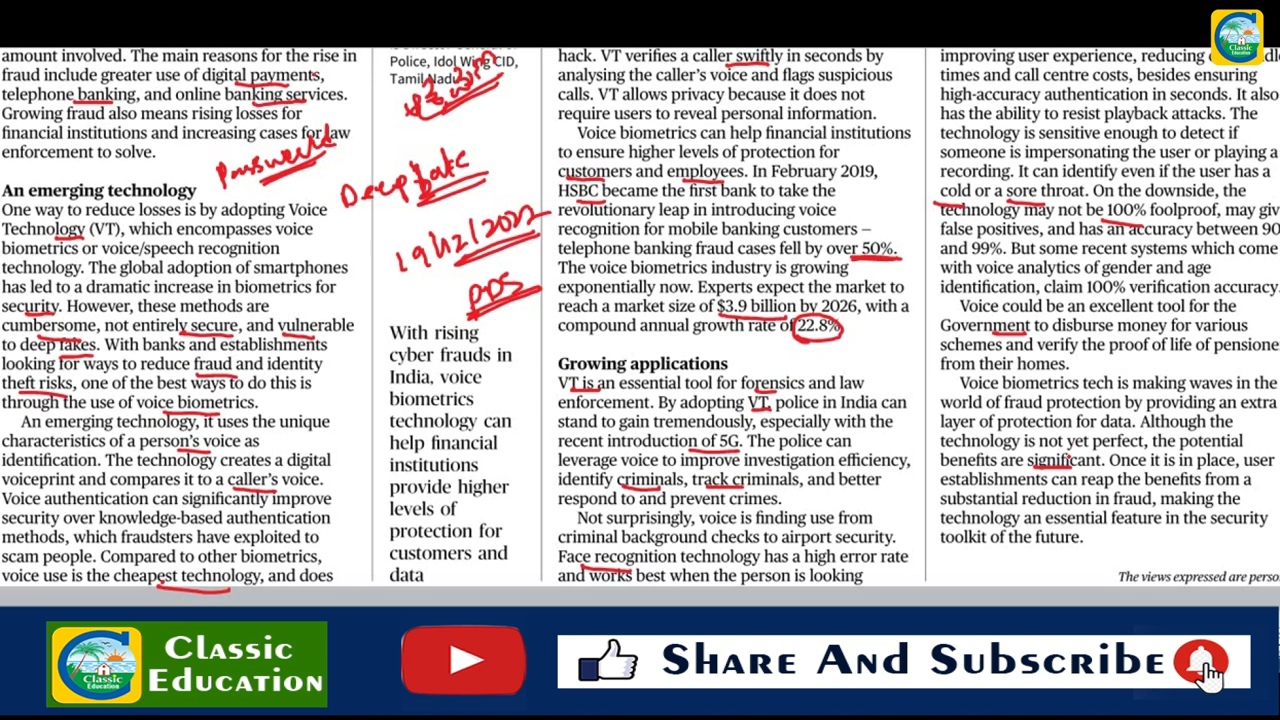 amount involved. The main reasons for the rise in
fraud include greater use of digital payments,
telephone banking, and online banking services.
Growing fraud also means rising losses for
financial institutions and increasing cases for law
enforcement to solve.
Password
An emerging technology
One way to reduce losses is by adopting Voice
Technology (VT), which encompasses voice
biometrics or voice/speech recognition
technology. The global adoption of smartphones
has led to a dramatic increase in biometrics for
security. However, these methods are
cumbersome, not entirely secure, and vulnerable
to deep fakes. With banks and establishments
looking for ways to reduce fraud and identity
theft risks, one of the best ways to do this is
through the use of voice biometrics.
An emerging technology, it uses the unique
characteristics of a person's voice as
identification. The technology creates a digital
voiceprint and compares it to a caller's voice.
Voice authentication can significantly improve
security over knowledge-based authentication
methods, which fraudsters have exploited to
scam people. Compared to other biometrics,
voice use is the cheapest technology, and does
Police, Idol Wing CID,
Tamil Nadu
Deep fake
19/12/2022
With rising
cyber frauds in
India, voice
biometrics
technology can
help financial
institutions
provide higher
levels of
protection for
customers and
data
hack. VT verifies a caller swiftly in seconds by
analysing the caller's voice and flags suspicious
calls. VT allows privacy because it does not
require users to reveal personal information.
Voice biometrics can help financial institutions
to ensure higher levels of protection for
customers and employees. In February 2019,
HSBC became the first bank to take the
revolutionary leap in introducing voice
recognition for mobile banking customers –
telephone banking fraud cases fell by over 50%.
The voice biometrics industry is growing
exponentially now. Experts expect the market to
reach a market size of $3.9 billion by 2026, with a
compound annual growth rate of 22.8%
Growing applications
VT is an essential tool for forensics and law
enforcement. By adopting VT, police in India can
stand to gain tremendously, especially with the
recent introduction of 5G. The police can
leverage voice to improve investigation efficiency,
identify criminals, track criminals, and better
respond to and prevent crimes.
Not surprisingly, voice is finding use from
criminal background checks to airport security.
Face recognition technology has a high error rate
and works best when the person is looking
improving user experience, reducing
times and call centre costs, besides ensuring
high-accuracy authentication in seconds. It also
has the ability to resist playback attacks. The
technology is sensitive enough to detect if
someone is impersonating the user or playing a
recording. It can identify even if the user has a
cold or a sore throat. On the downside, the
technology may not be 100% foolproof, may giv
false positives, and has an accuracy between 90
and 99%. But some recent systems which come
with voice analytics of gender and age
identification, claim 100% verification accuracy.
Voice could be an excellent tool for the
Government to disburse money for various
schemes and verify the proof of life of pensione
from their homes.
Voice biometrics tech is making waves in the
world of fraud protection by providing an extra
layer of protection for data. Although the
technology is not yet perfect, the potential
benefits are significant. Once it is in place, user
establishments can reap the benefits from a
substantial reduction in fraud, making the
technology an essential feature in the security
toolkit of the future.
The views expressed are person
Classic
Education
Classic
Education
Classic
Education
Share And Subscribe